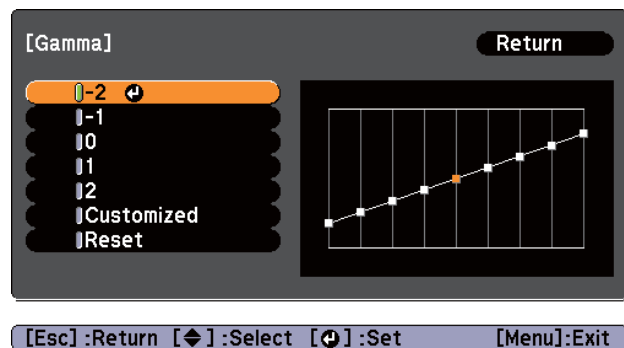 [Gamma]
Return
-2
-1
0
1
2
Customized
Reset
[Esc] :Return [◆] :Select [↵] :Set [Menu]:Exit